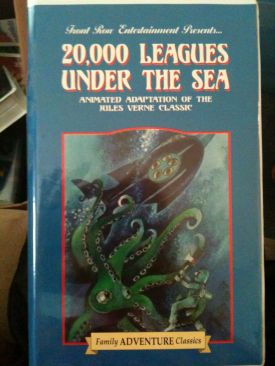 Front Row Entertainment Presents...
20,000 LEAGUES
UNDER THE SEA
ANIMATED ADAPTATION OF THE
JULES VERNE CLASSIC
Family ADVENTURE Classics